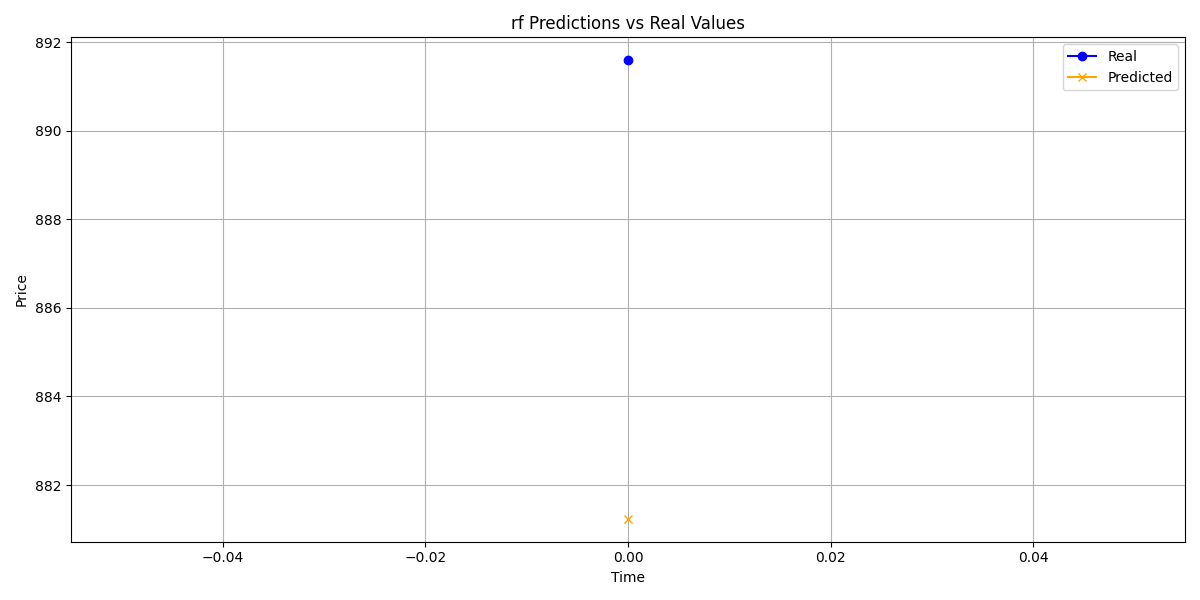 rf Predictions vs Real Values
Real
Predicted
892
890
888
886
884
882
Price
−0.04
−0.02
0.00
0.02
0.04
Time